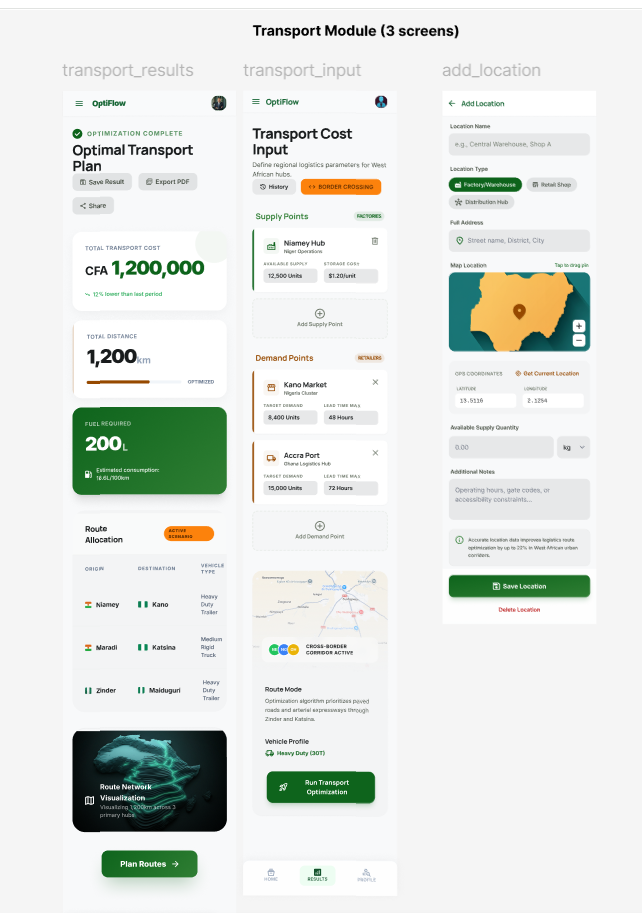 Transport Module (3 screens)
transport_results
OptiFlow
OPTIMIZATION COMPLETE
Optimal Transport
Plan
Save Result
Export PDF
Share
TOTAL TRANSPORT COST
CFA 1,200,000
12% lower than last period
TOTAL DISTANCE
1,200km
OPTIMIZED
FUEL REQUIRED
200L
Estimated consumption:
16.6L/100km
Route
Allocation
ACTIVE
SCENARIO
ORIGIN
DESTINATION
VEHICLE
TYPE
Niamey
Kano
Heavy
Duty
Trailer
Maradi
Katsina
Medium
Rigid
Truck
Zinder
Maiduguri
Heavy
Duty
Trailer
Route Network
Visualization
Visualizing 1,200km across 3
primary hubs.
Plan Routes →
transport_input
OptiFlow
Transport Cost
Input
Define regional logistics parameters for West
African hubs.
History
BORDER CROSSING
Supply Points
FACTORIES
Niamey Hub
Niger Operations
AVAILABLE SUPPLY
STORAGE COST
12,500 Units
$1.20/unit
Add Supply Point
Demand Points
RETAILERS
Kano Market
Nigeria Cluster
TARGET DEMAND
LEAD TIME MAX
8,400 Units
48 Hours
Accra Port
Ghana Logistics
Hub
TARGET DEMAND
LEAD TIME MAX
15,000 Units
72 Hours
Add Demand Point
CROSS-BORDER
CORRIDOR ACTIVE
Route Mode
Optimization algorithm prioritizes paved
roads and arterial expressways through
Zinder and Katsina.
Vehicle Profile
Heavy Duty (30T)
Run Transport
Optimization
HOME
RESULTS
PROFILE
add_location
← Add Location
Location Name
e.g., Central Warehouse, Shop A
Location Type
Factory/Warehouse
Retail Shop
Distribution Hub
Full Address
Street name, District, City
Map Location
Tap to drag pin
+
−
GPS COORDINATES
Get Current Location
LATITUDE
LONGITUDE
13.5116
2.1254
Available Supply Quantity
0.00
kg
Additional Notes
Operating hours, gate codes, or
accessibility constraints...
Accurate location data improves logistics route
optimization by up to 22% in West African urban
corridors.
Save Location
Delete Location